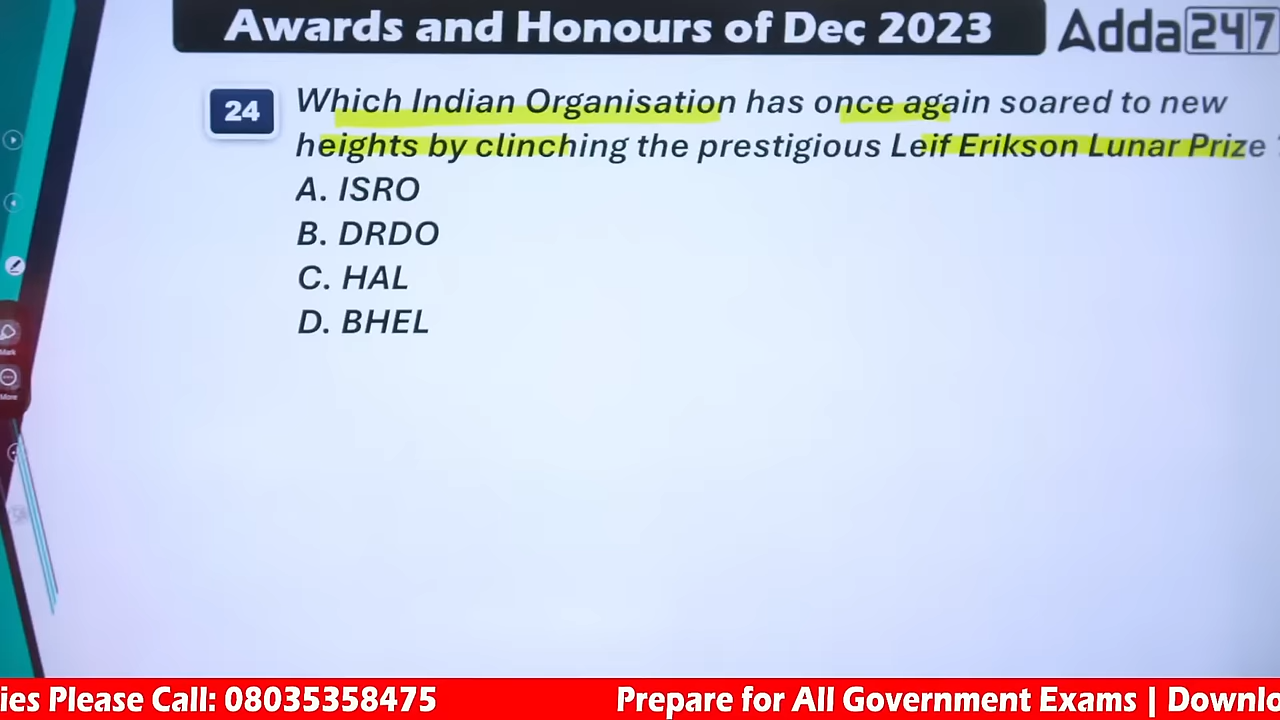 Awards and Honours of Dec 2023
Adda247
24
Which Indian Organisation has once again soared to new
heights by clinching the prestigious Leif Erikson Lunar Prize
A. ISRO
B. DRDO
C. HAL
D. BHEL
Mark
More
ies Please Call: 08035358475
Prepare for All Government Exams | Downlo